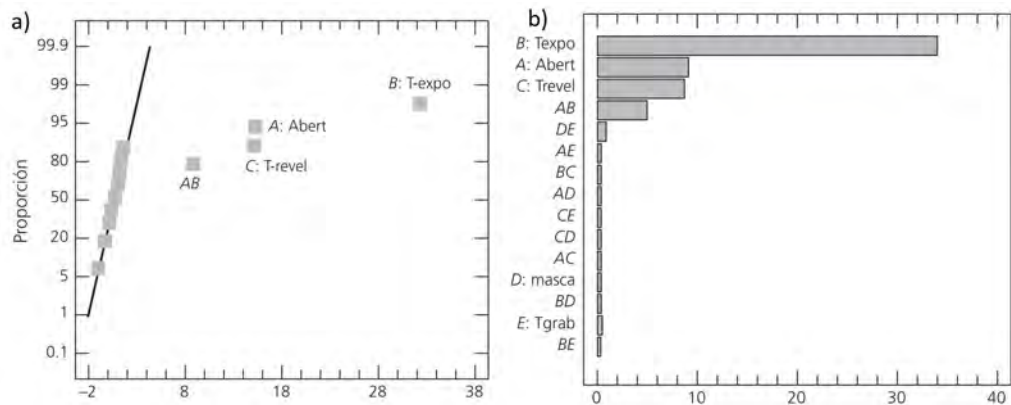 a)
99.9
99
95
80
50
20
5
1
0.1
Proporción
B: T-expo
A: Abert
C: T-revel
AB
−2
8
18
28
38
b)
B: Texpo
A: Abert
C: Trevel
AB
DE
AE
BC
AD
CE
CD
AC
D: masca
BD
E: Tgrab
BE
0
10
20
30
40